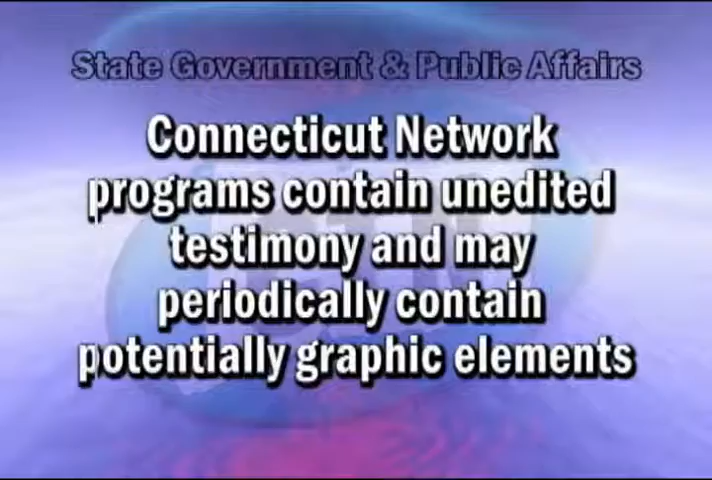 State Government & Public Affairs
Connecticut Network
programs contain unedited
testimony and may
periodically contain
potentially graphic elements